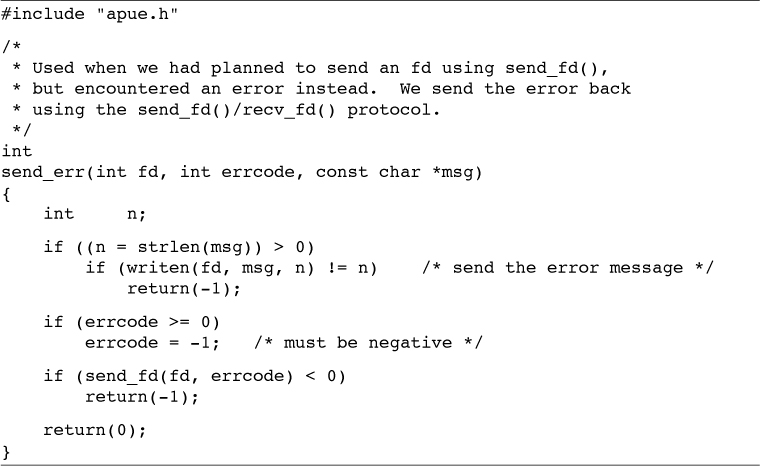 #include "apue.h"
/*
 * Used when we had planned to send an fd using send_fd(),
 * but encountered an error instead.  We send the error back
 * using the send_fd()/recv_fd() protocol.
 */
int
send_err(int fd, int errcode, const char *msg)
{
    int     n;
    if ((n = strlen(msg)) > 0)
        if (writen(fd, msg, n) != n)    /* send the error message */
            return(-1);
    if (errcode >= 0)
        errcode = -1;   /* must be negative */
    if (send_fd(fd, errcode) < 0)
        return(-1);
    return(0);
}